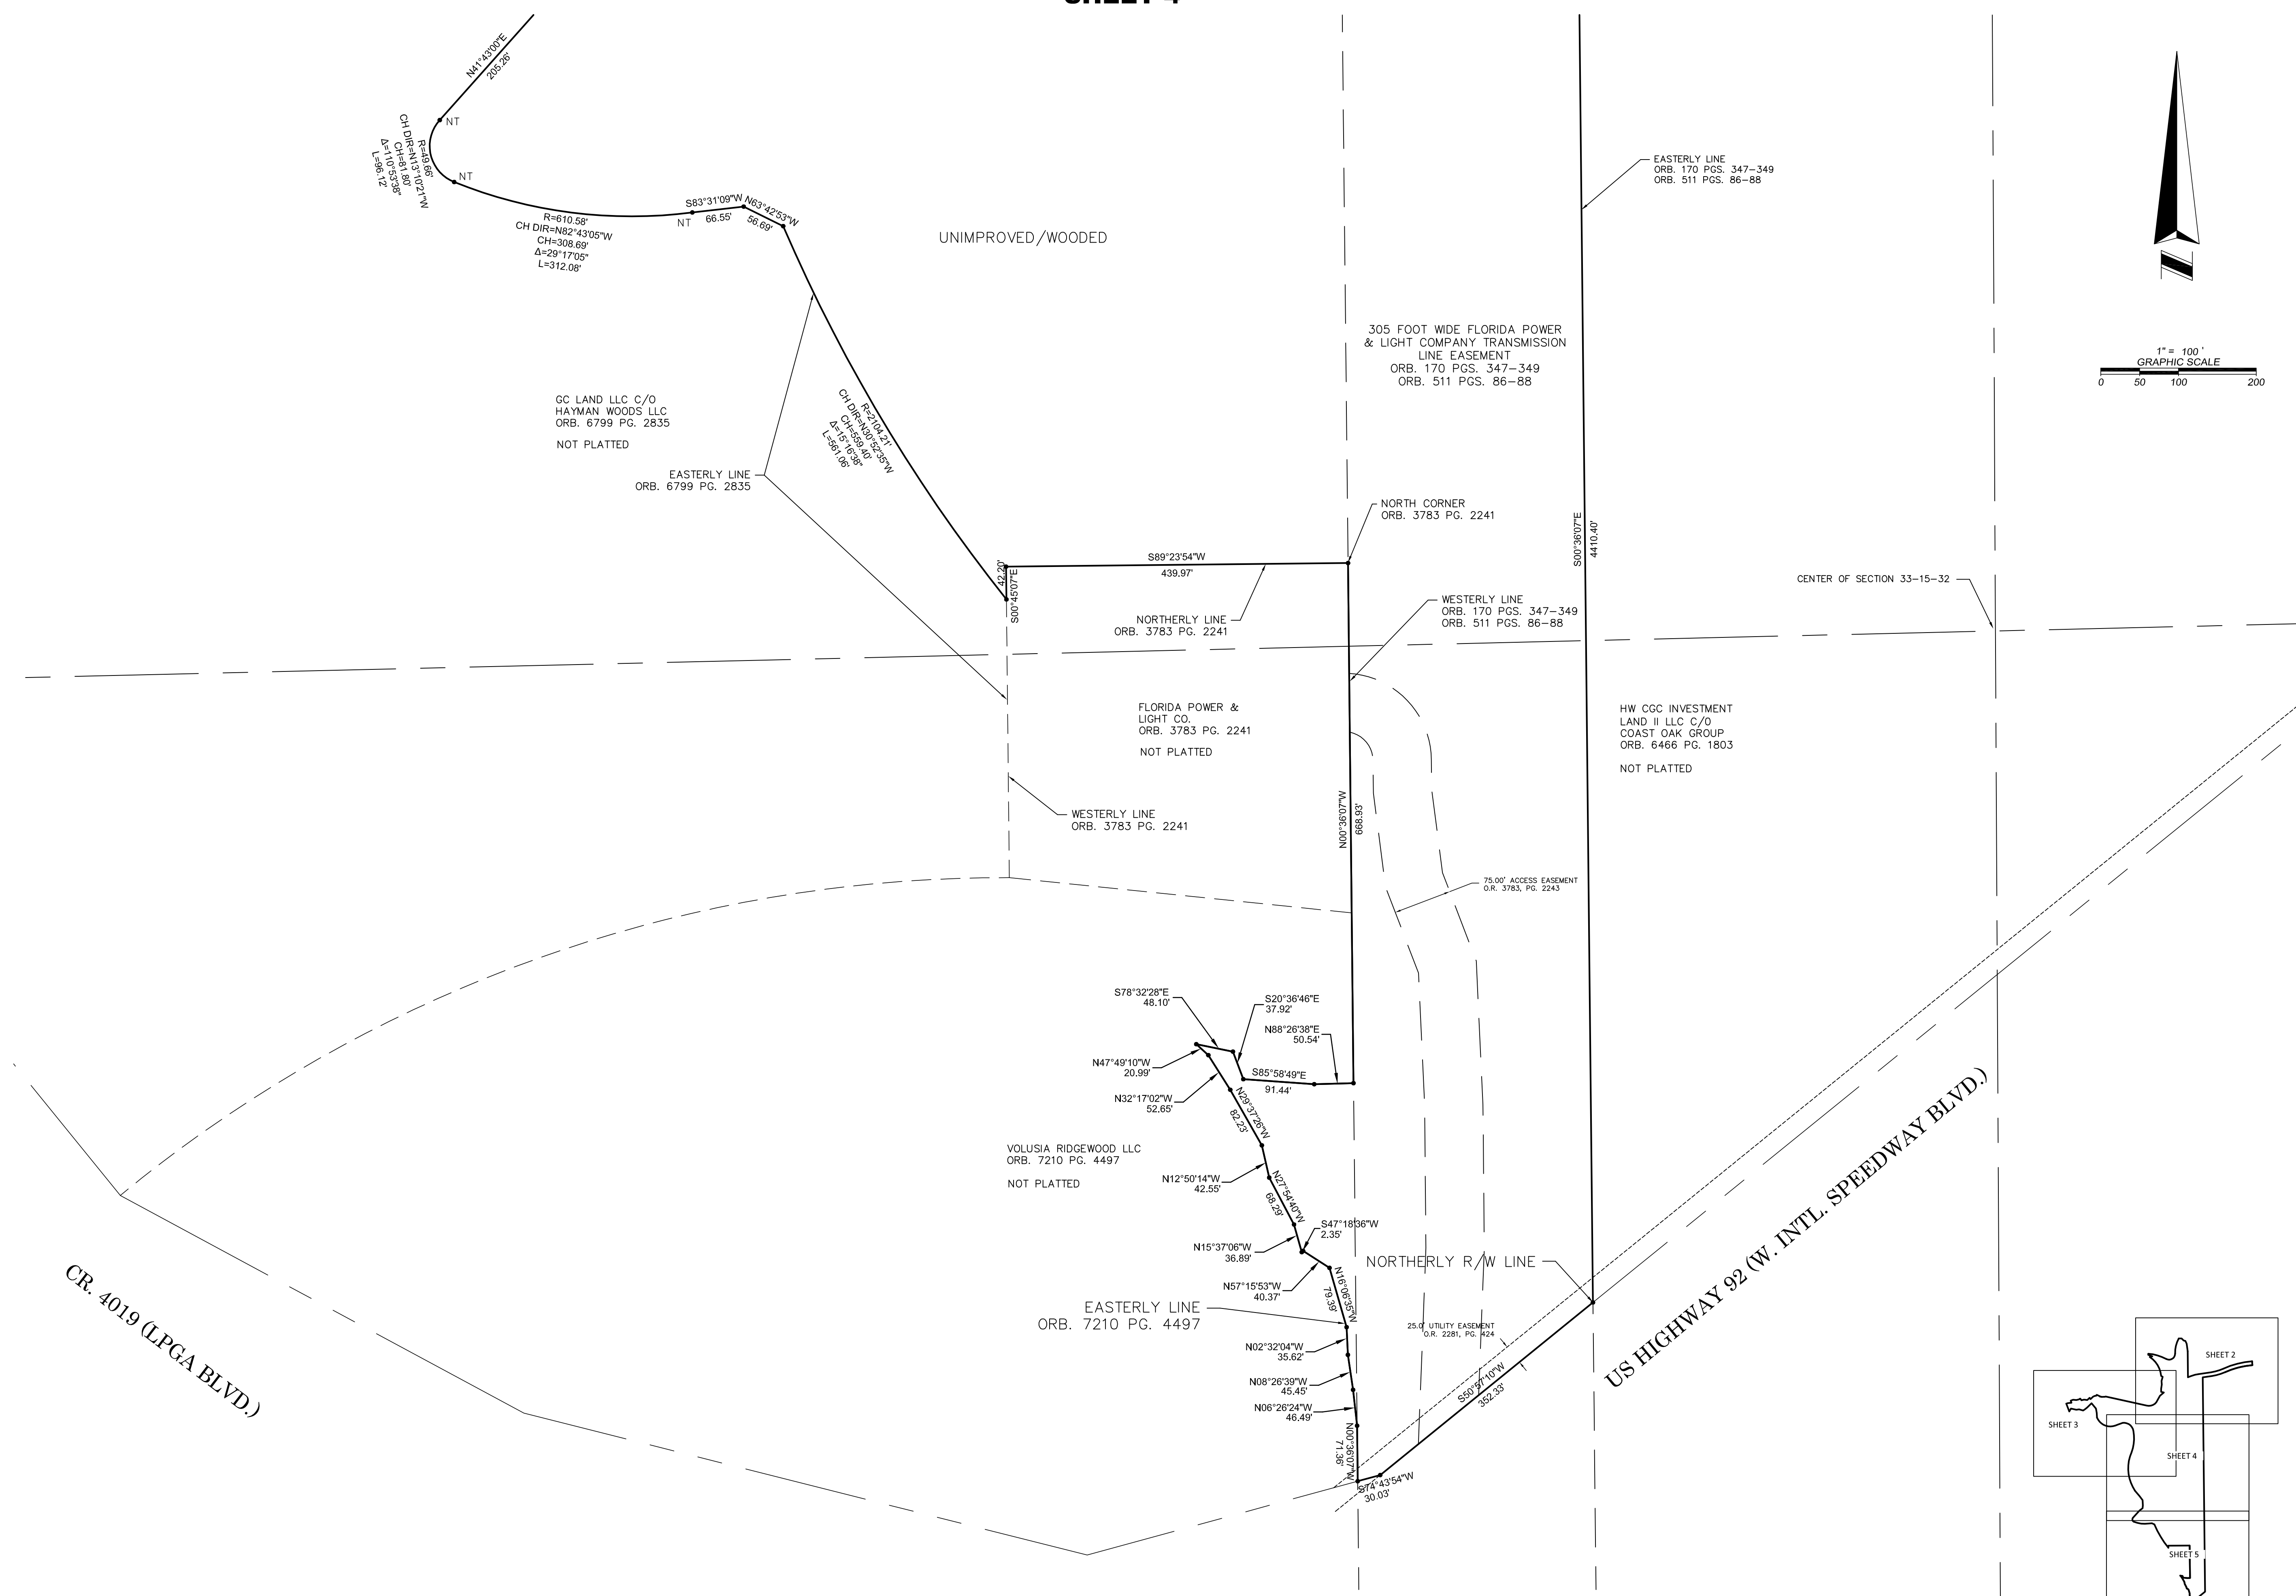 N41°43'00"E
205.26'
NT
R=49.66'
CH DIR=N13°10'21"W
CH=81.80'
Δ=110°53'38"
L=96.12'
NT
R=610.58'
CH DIR=N82°43'05"W
CH=308.69'
Δ=29°17'05"
L=312.08'
NT
S83°31'09"W
66.55'
N63°42'53"W
56.69'
UNIMPROVED/WOODED
EASTERLY LINE
ORB. 170 PGS. 347-349
ORB. 511 PGS. 86-88
305 FOOT WIDE FLORIDA POWER
& LIGHT COMPANY TRANSMISSION
LINE EASEMENT
ORB. 170 PGS. 347-349
ORB. 511 PGS. 86-88
1" = 100 '
GRAPHIC SCALE
0 50 100 200
GC LAND LLC C/O
HAYMAN WOODS LLC
ORB. 6799 PG. 2835
NOT PLATTED
EASTERLY LINE
ORB. 6799 PG. 2835
R=2104.21'
CH DIR=N30°52'35"W
CH=559.40'
Δ=15°16'38"
L=561.06'
NORTH CORNER
ORB. 3783 PG. 2241
S00°36'07"E
4410.40'
S89°23'54"W
439.97'
42.20'
S00°45'07"E
CENTER OF SECTION 33-15-32
NORTHERLY LINE
ORB. 3783 PG. 2241
WESTERLY LINE
ORB. 170 PGS. 347-349
ORB. 511 PGS. 86-88
FLORIDA POWER &
LIGHT CO.
ORB. 3783 PG. 2241
NOT PLATTED
HW CGC INVESTMENT
LAND II LLC C/O
COAST OAK GROUP
ORB. 6466 PG. 1803
NOT PLATTED
WESTERLY LINE
ORB. 3783 PG. 2241
N00°36'07"W
668.93'
75.00' ACCESS EASEMENT
O.R. 3783, PG. 2243
S78°32'28"E
48.10'
S20°36'46"E
37.92'
N88°26'38"E
50.54'
N47°49'10"W
20.99'
S85°58'49"E
91.44'
N32°17'02"W
52.65'
N29°37'26"W
82.23'
VOLUSIA RIDGEWOOD LLC
ORB. 7210 PG. 4497
NOT PLATTED
N12°50'14"W
42.55'
N27°54'40"W
68.29'
S47°18'36"W
2.35'
N15°37'06"W
36.89'
NORTHERLY R/W LINE
N57°15'53"W
40.37'
N16°06'35"W
79.39'
EASTERLY LINE
ORB. 7210 PG. 4497
25.0' UTILITY EASEMENT
O.R. 2281, PG. 424
N02°32'04"W
35.62'
N08°26'39"W
45.45'
N06°26'24"W
46.49'
N00°36'07"W
71.36'
S74°43'54"W
30.03'
S50°57'10"W
352.33'
CR. 4019 (LPGA BLVD.)
US HIGHWAY 92 (W. INTL. SPEEDWAY BLVD.)
SHEET 2
SHEET 3
SHEET 4
SHEET 5